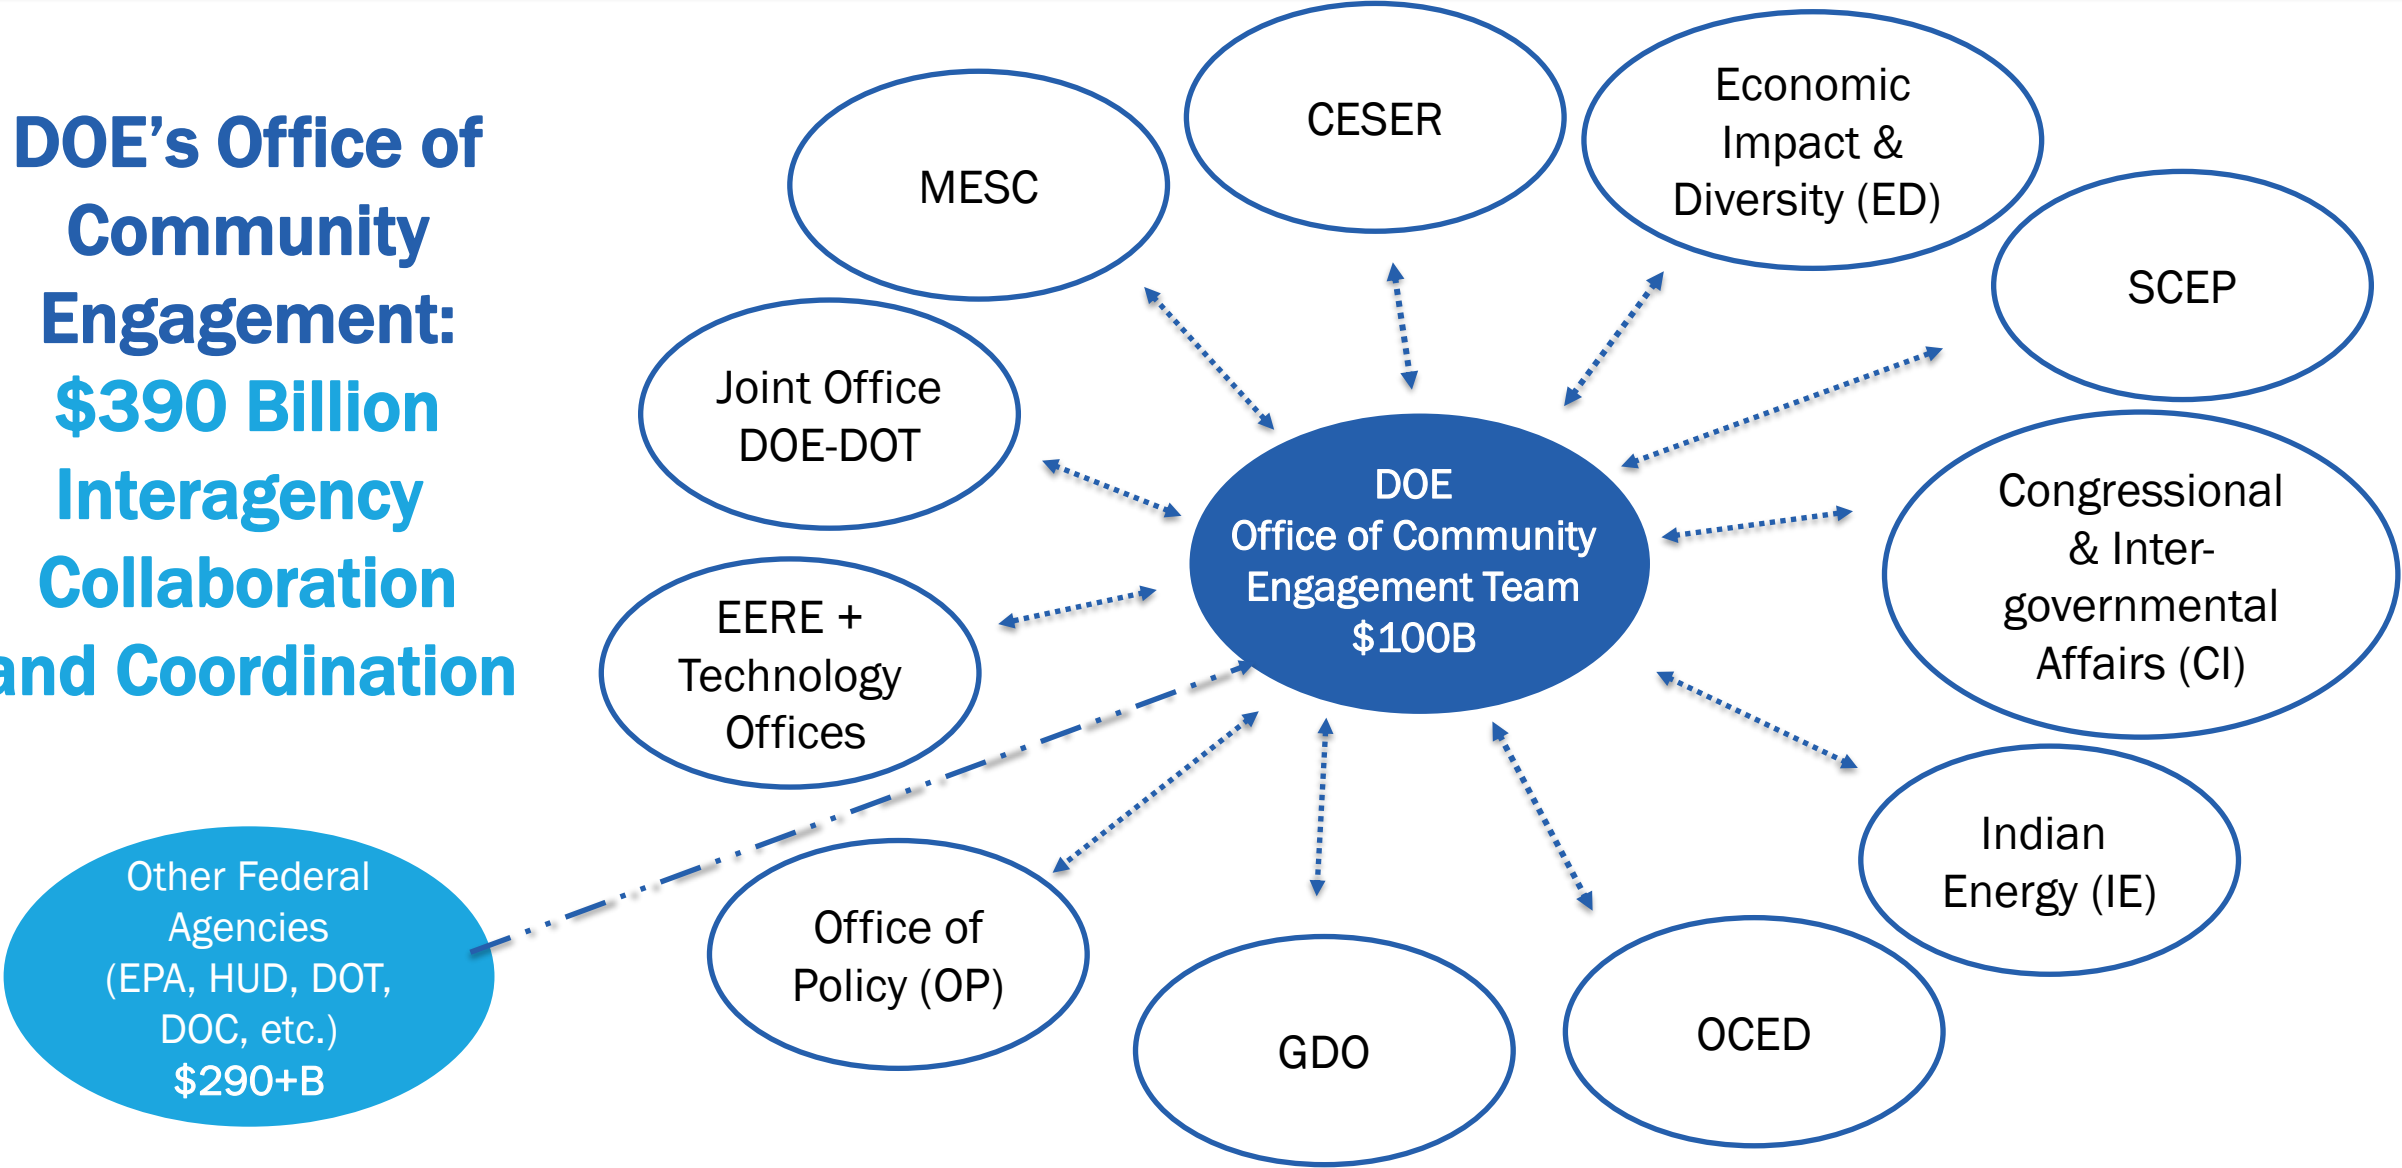 DOE’s Office of
Community
Engagement:
$390 Billion
Interagency
Collaboration
and Coordination
Other Federal
Agencies
(EPA, HUD, DOT,
DOC, etc.)
$290+B
MESC
CESER
Economic
Impact &
Diversity (ED)
SCEP
Joint Office
DOE-DOT
DOE
Office of Community
Engagement Team
$100B
Congressional
& Inter-
governmental
Affairs (CI)
EERE +
Technology
Offices
Indian
Energy (IE)
Office of
Policy (OP)
GDO
OCED